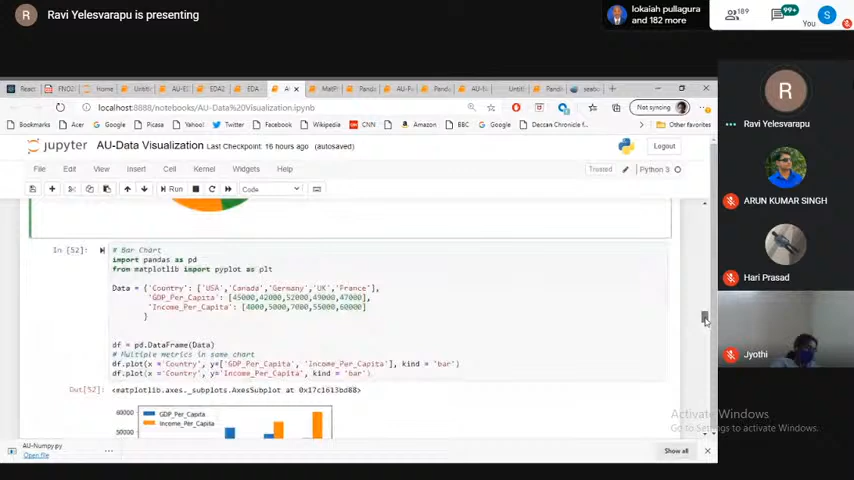 R Ravi Yelesvarapu is presenting
lokaiah pullagura
and 182 more
189
99+
You
S
localhost:8888/notebooks/AU-Data%20Visualization.ipynb
Not syncing
Bookmarks Acer Google Picasa Yahoo Twitter Facebook Wikipedia CNN Amazon BBC Google Deccan Chronicle Other favorites
jupyter AU-Data Visualization Last Checkpoint: 16 hours ago (autosaved)
Logout
File Edit View Insert Cell Kernel Widgets Help
Trusted Python 3
Run Code
In [52]:
# Bar Chart
import pandas as pd
from matplotlib import pyplot as plt
Data = {'Country': ['USA','Canada','Germany','UK','France'],
'GDP_Per_Capita': [45000,42000,52000,49000,47000],
'Income_Per_Capita': [4000,5000,7000,55000,60000]
}
df = pd.DataFrame(Data)
# Multiple metrics in same chart
df.plot(x ='Country', y=['GDP_Per_Capita', 'Income_Per_Capita'], kind = 'bar')
df.plot(x ='Country', y='Income_Per_Capita', kind = 'bar')
Out[52]: <matplotlib.axes._subplots.AxesSubplot at 0x17c1613bd88>
60000
50000
GDP_Per_Capita
Income_Per_Capita
AU-Numpy.py
Open file
Show all
Activate Windows
Go to Settings to activate Windows.
R
Ravi Yelesvarapu
ARUN KUMAR SINGH
Hari Prasad
Jyothi